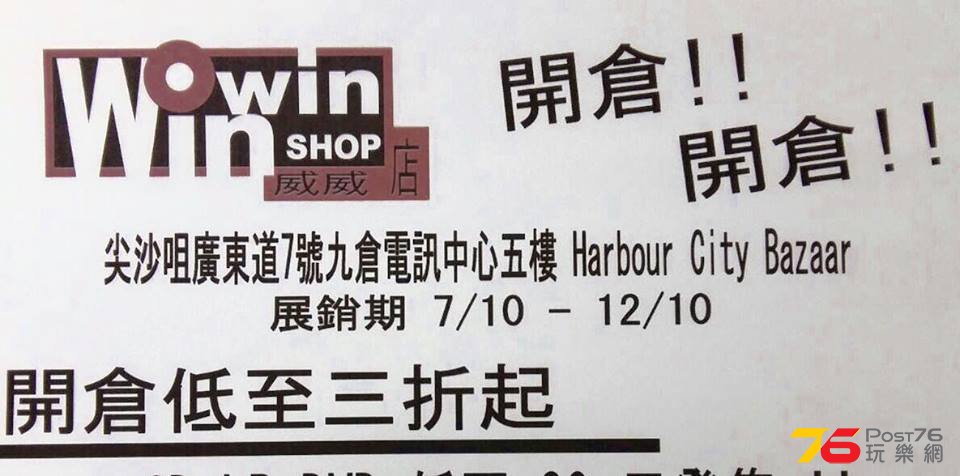 Wowin
Win SHOP
威威店
開倉!!
開倉!!
尖沙咀廣東道7號九倉電訊中心五樓 Harbour City Bazaar
展銷期 7/10 - 12/10
開倉低至三折起
POST76
玩樂網